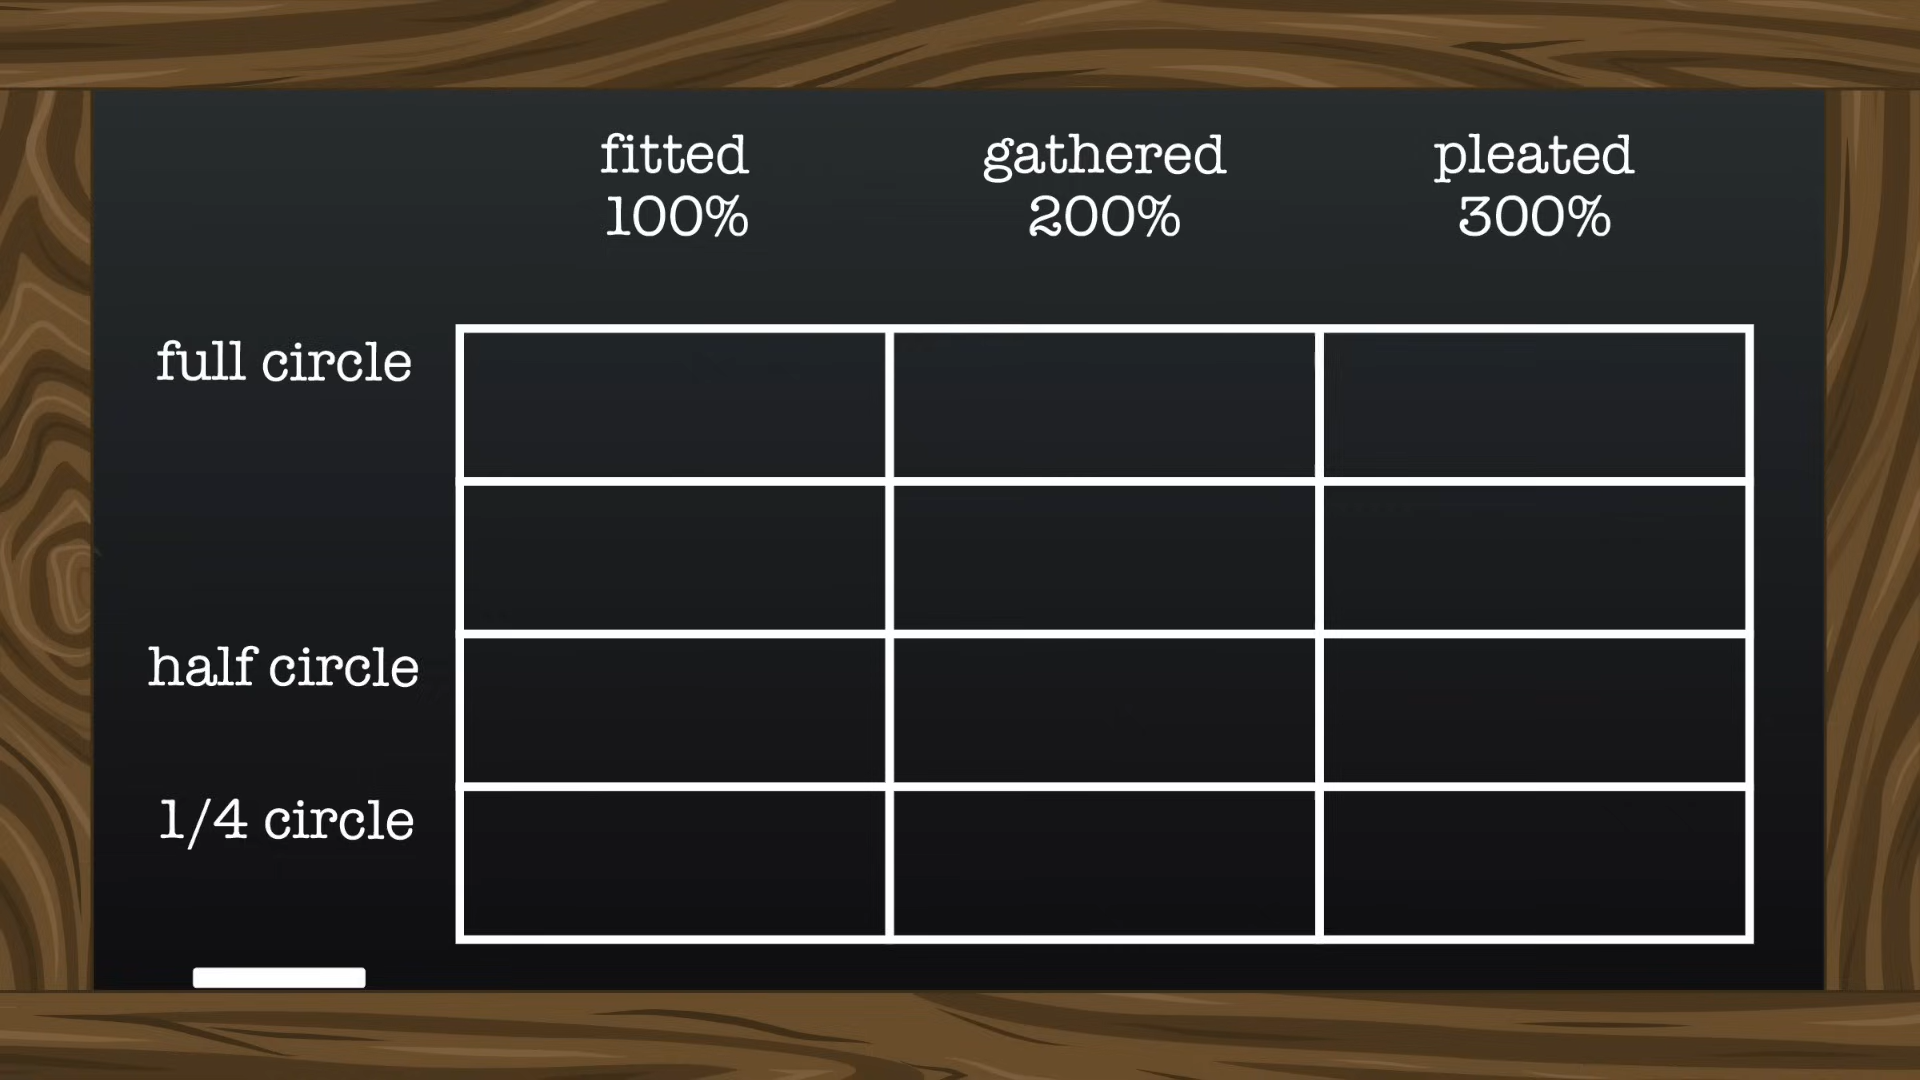 fitted
100%
gathered
200%
pleated
300%
full circle
half circle
1/4 circle